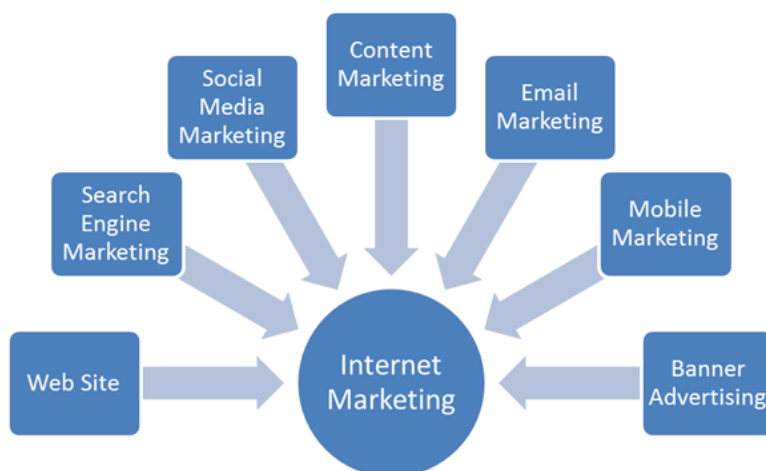 Content
Marketing
Social
Media
Marketing
Email
Marketing
Search
Engine
Marketing
Mobile
Marketing
Web Site
Internet
Marketing
Banner
Advertising